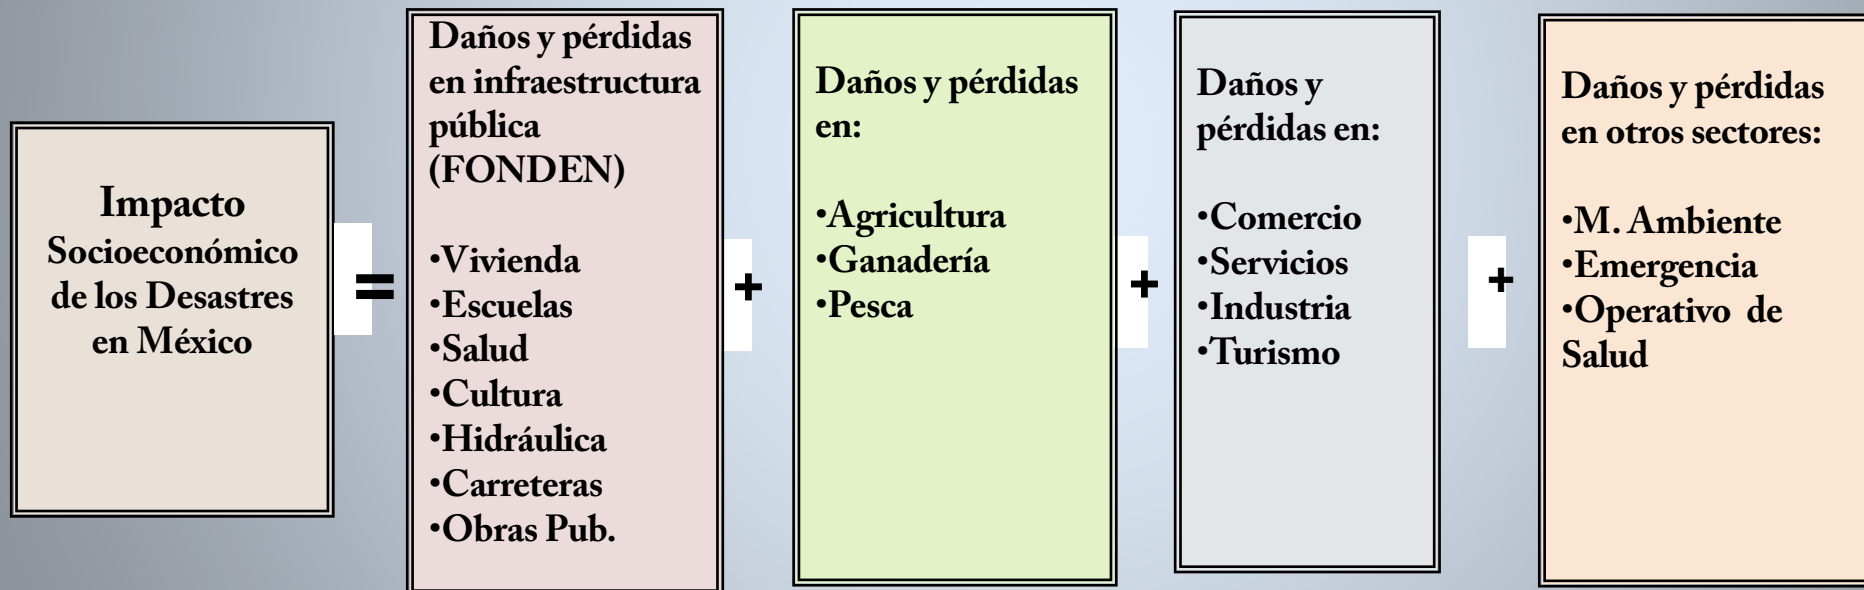 Impacto
Socioeconómico
de los Desastres
en México
=
Daños y pérdidas
en infraestructura
pública
(FONDEN)
•Vivienda
•Escuelas
•Salud
•Cultura
•Hidráulica
•Carreteras
•Obras Pub.
+
Daños y pérdidas
en:
•Agricultura
•Ganadería
•Pesca
+
Daños y
pérdidas en:
•Comercio
•Servicios
•Industria
•Turismo
+
Daños y pérdidas
en otros sectores:
•M. Ambiente
•Emergencia
•Operativo de
Salud